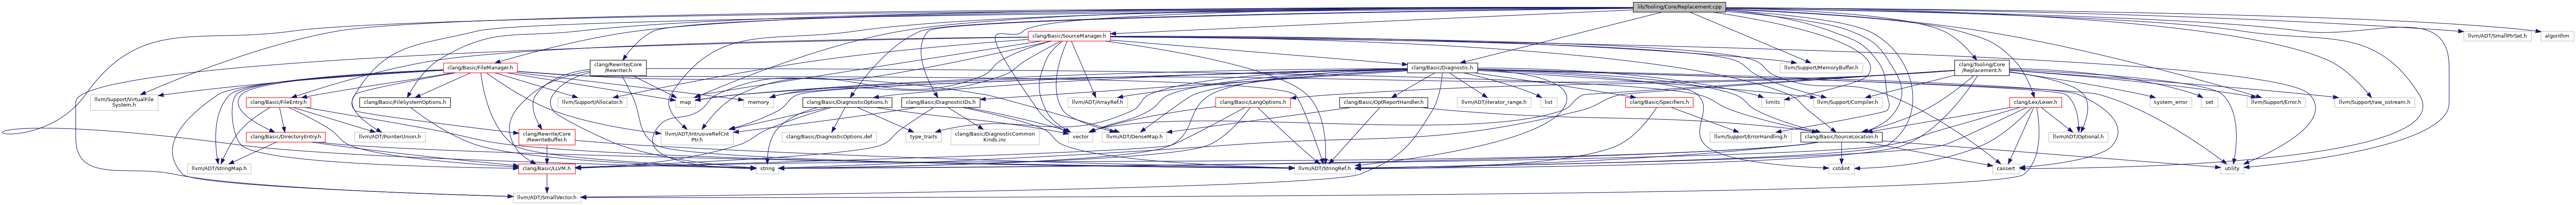 lib/Tooling/Core/Replacement.cpp
clang/Basic/SourceManager.h
llvm/ADT/SmallPtrSet.h
algorithm
clang/Basic/FileManager.h
clang/Rewrite/Core
/Rewriter.h
clang/Basic/Diagnostic.h
llvm/Support/MemoryBuffer.h
clang/Tooling/Core
/Replacement.h
llvm/Support/VirtualFile
System.h
clang/Basic/FileEntry.h
clang/Basic/FileSystemOptions.h
llvm/Support/Allocator.h
map
memory
clang/Basic/DiagnosticOptions.h
clang/Basic/DiagnosticIDs.h
llvm/ADT/ArrayRef.h
clang/Basic/LangOptions.h
clang/Basic/OptReportHandler.h
llvm/ADT/iterator_range.h
list
clang/Basic/Specifiers.h
limits
llvm/Support/Compiler.h
clang/Lex/Lexer.h
system_error
set
llvm/Support/Error.h
llvm/Support/raw_ostream.h
clang/Basic/DirectoryEntry.h
llvm/ADT/PointerUnion.h
clang/Rewrite/Core
/RewriteBuffer.h
llvm/ADT/IntrusiveRefCnt
Ptr.h
clang/Basic/DiagnosticOptions.def
type_traits
clang/Basic/DiagnosticCommon
Kinds.inc
vector
llvm/ADT/DenseMap.h
llvm/Support/ErrorHandling.h
clang/Basic/SourceLocation.h
llvm/ADT/Optional.h
llvm/ADT/StringMap.h
clang/Basic/LLVM.h
string
llvm/ADT/StringRef.h
cstdint
cassert
utility
llvm/ADT/SmallVector.h